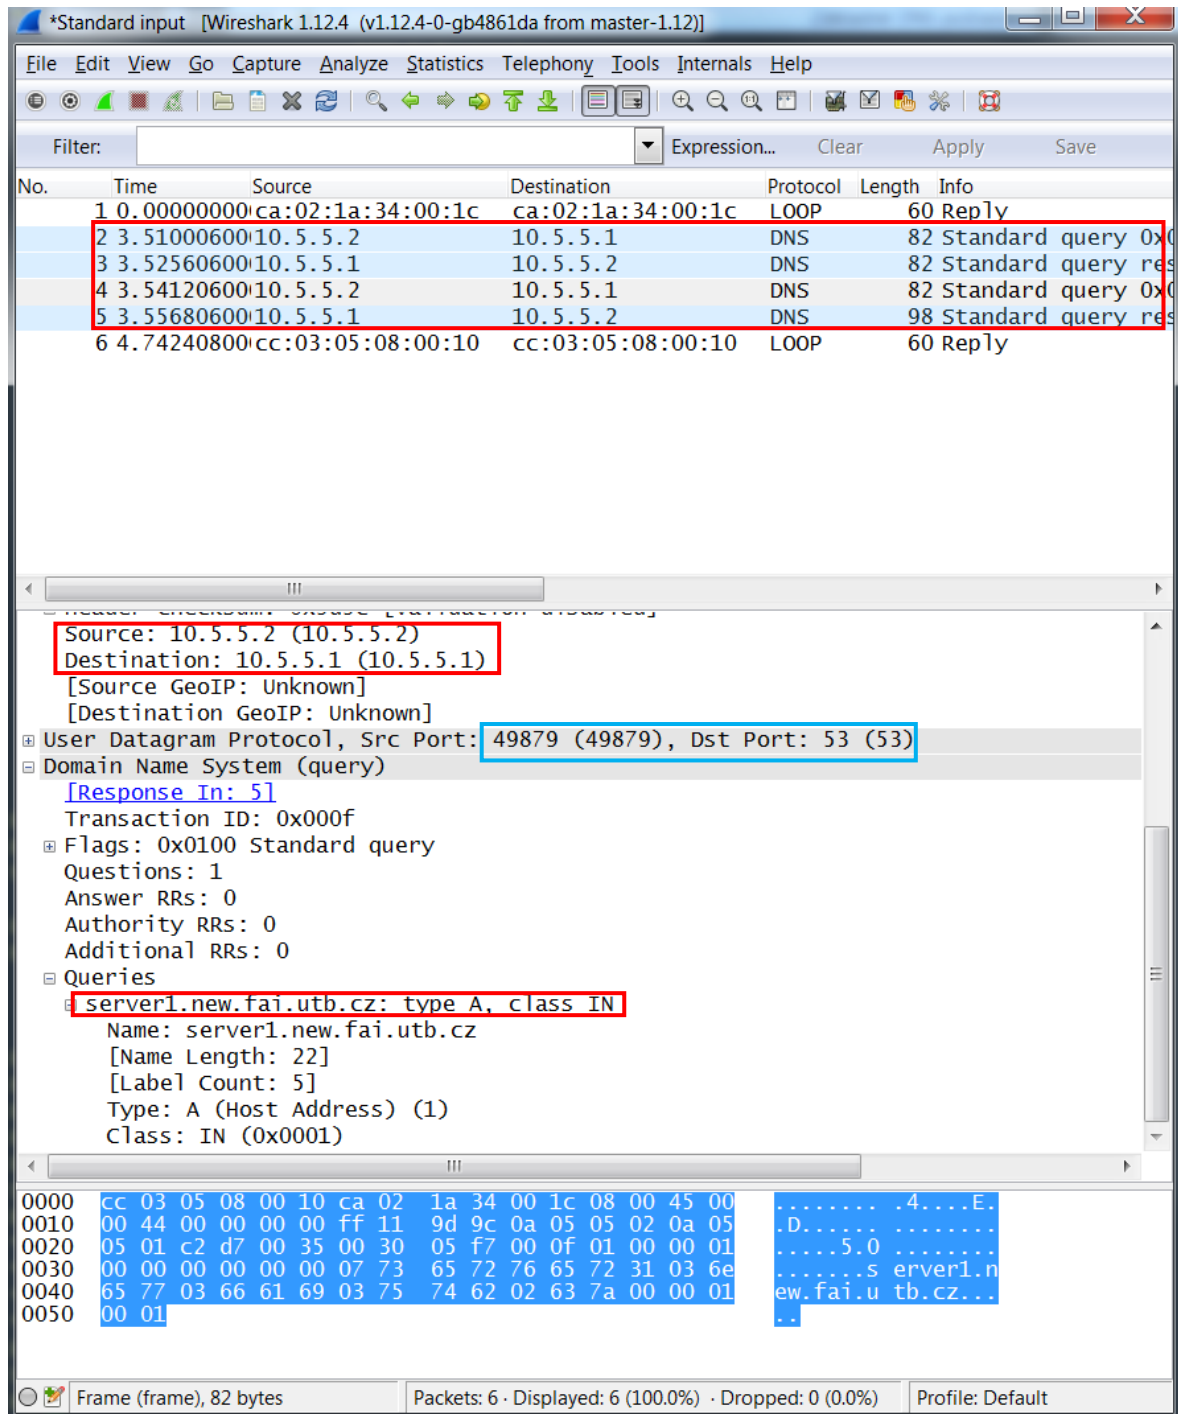 *Standard input [Wireshark 1.12.4 (v1.12.4-0-gb4861da from master-1.12)]
File Edit View Go Capture Analyze Statistics Telephony Tools Internals Help
Filter: Expression... Clear Apply Save
No. Time Source Destination Protocol Length Info
1 0.00000000 ca:02:1a:34:00:1c ca:02:1a:34:00:1c LOOP 60 Reply
2 3.51000600 10.5.5.2 10.5.5.1 DNS 82 Standard query 0x0
3 3.52560600 10.5.5.1 10.5.5.2 DNS 82 Standard query res
4 3.54120600 10.5.5.2 10.5.5.1 DNS 82 Standard query 0x0
5 3.55680600 10.5.5.1 10.5.5.2 DNS 98 Standard query res
6 4.74240800 cc:03:05:08:00:10 cc:03:05:08:00:10 LOOP 60 Reply
Source: 10.5.5.2 (10.5.5.2)
Destination: 10.5.5.1 (10.5.5.1)
[Source GeoIP: Unknown]
[Destination GeoIP: Unknown]
User Datagram Protocol, Src Port: 49879 (49879), Dst Port: 53 (53)
Domain Name System (query)
[Response In: 5]
Transaction ID: 0x000f
Flags: 0x0100 Standard query
Questions: 1
Answer RRs: 0
Authority RRs: 0
Additional RRs: 0
Queries
server1.new.fai.utb.cz: type A, class IN
Name: server1.new.fai.utb.cz
[Name Length: 22]
[Label Count: 5]
Type: A (Host Address) (1)
Class: IN (0x0001)
0000 cc 03 05 08 00 10 ca 02 1a 34 00 1c 08 00 45 00 ........ .4....E.
0010 00 44 00 00 00 00 ff 11 9d 9c 0a 05 05 02 0a 05 .D...... ........
0020 05 01 c2 d7 00 35 00 30 05 f7 00 0f 01 00 00 01 .....5.0 ........
0030 00 00 00 00 00 00 07 73 65 72 76 65 72 31 03 6e .......s erver1.n
0040 65 77 03 66 61 69 03 75 74 62 02 63 7a 00 00 01 ew.fai.u tb.cz...
0050 00 01 ..
Frame (frame), 82 bytes Packets: 6 · Displayed: 6 (100.0%) · Dropped: 0 (0.0%) Profile: Default